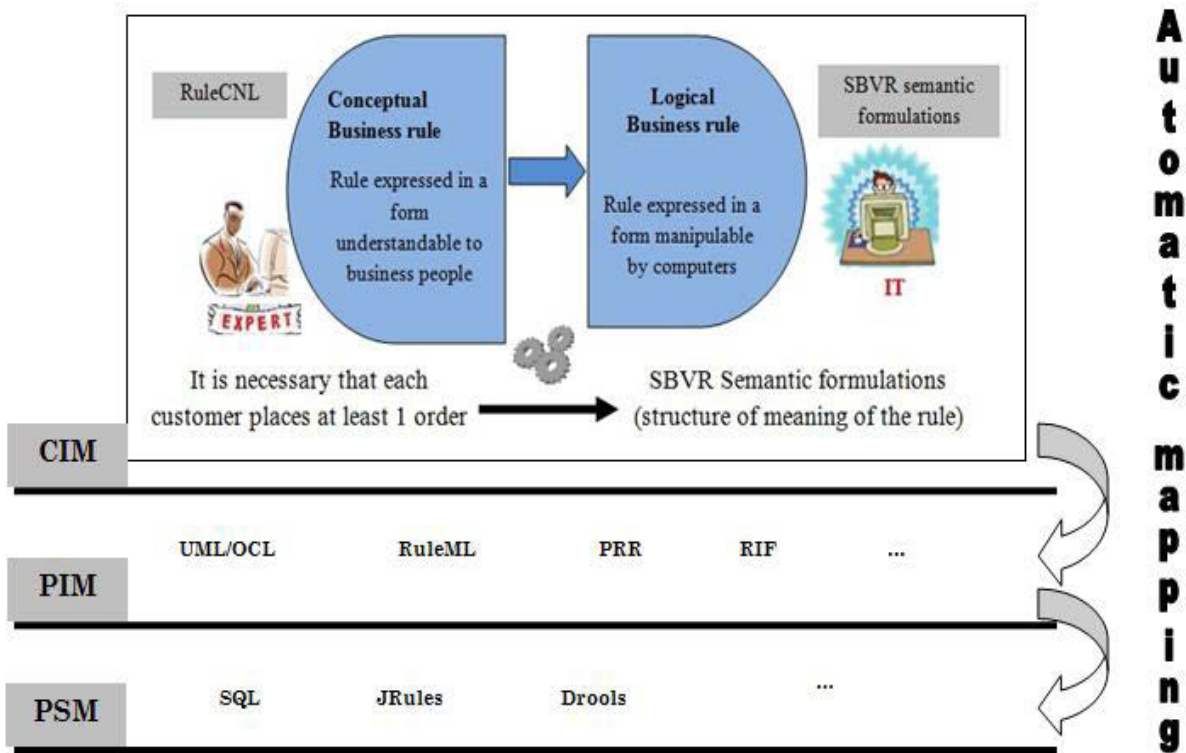 RuleCNL
Conceptual
Business rule
Rule expressed in a
form
understandable to
business people
EXPERT
Logical
Business rule
Rule expressed in a
form manipulable
by computers
SBVR semantic
formulations
IT
It is necessary that each
customer places at least 1 order
SBVR Semantic formulations
(structure of meaning of the rule)
CIM
UML/OCL RuleML PRR RIF ...
PIM
SQL JRules Drools ...
PSM
Automatic mapping